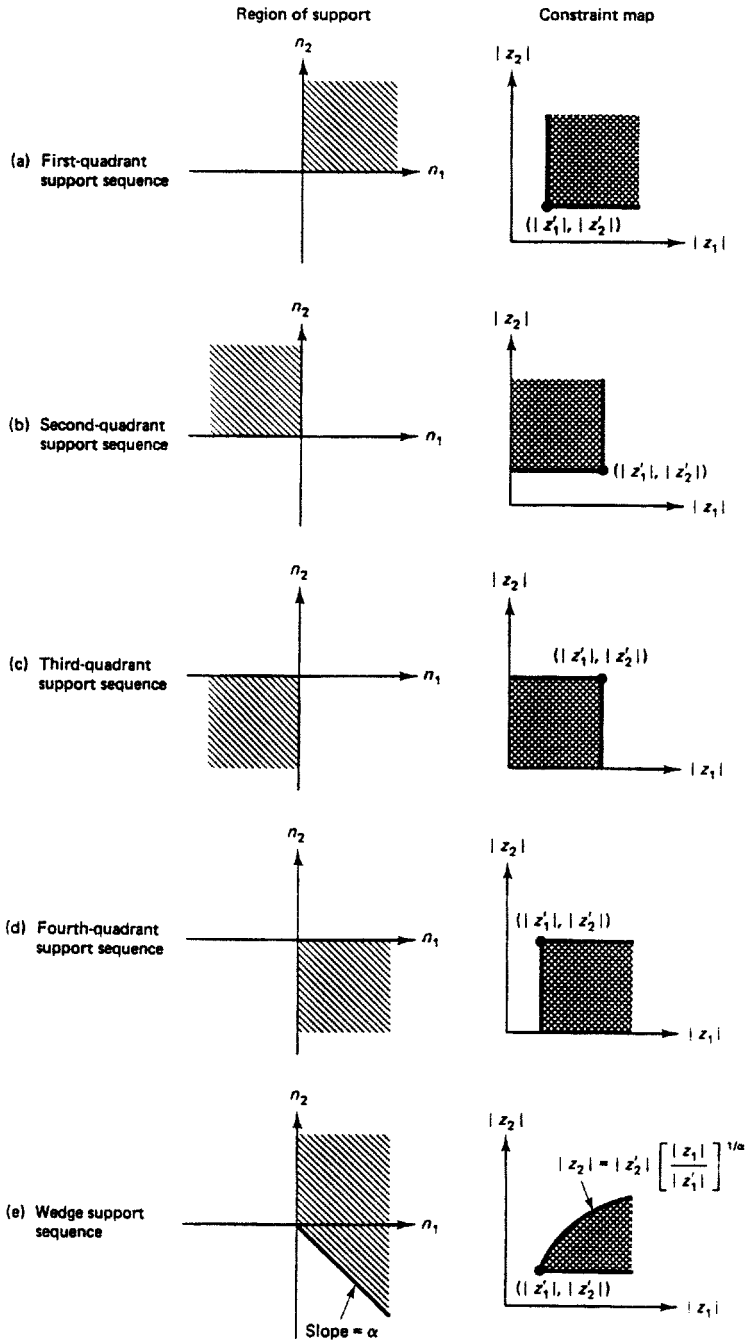 Region of support
Constraint map
n₂
|z₂|
(a) First-quadrant
support sequence
n₁
(|z′₁|, |z′₂|)
|z₁|
n₂
|z₂|
(b) Second-quadrant
support sequence
n₁
(|z′₁|, |z′₂|)
|z₁|
n₂
|z₂|
(c) Third-quadrant
support sequence
n₁
(|z′₁|, |z′₂|)
|z₁|
n₂
|z₂|
(d) Fourth-quadrant
support sequence
n₁
(|z′₁|, |z′₂|)
|z₁|
n₂
|z₂|
|z₂| = |z′₂| [|z₁| / |z′₁|]^1/α
(e) Wedge support
sequence
n₁
(|z′₁|, |z′₂|)
|z₁|
Slope = α